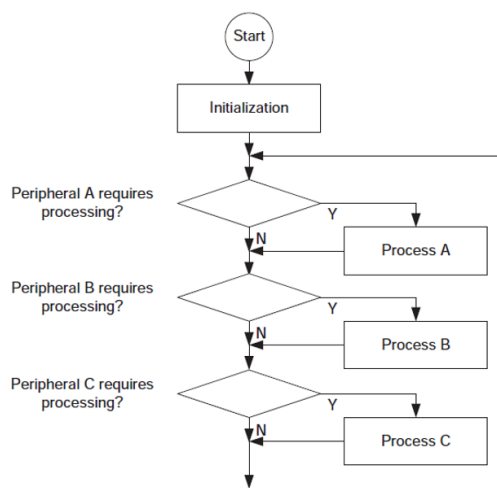 Start
Initialization
Peripheral A requires
processing?
Y
N
Process A
Peripheral B requires
processing?
Y
N
Process B
Peripheral C requires
processing?
Y
N
Process C